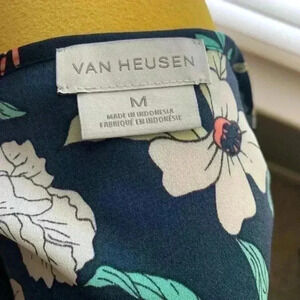 VAN HEUSEN
M
MADE IN INDONESIA
FABRIQUÉ EN INDONÉSIE